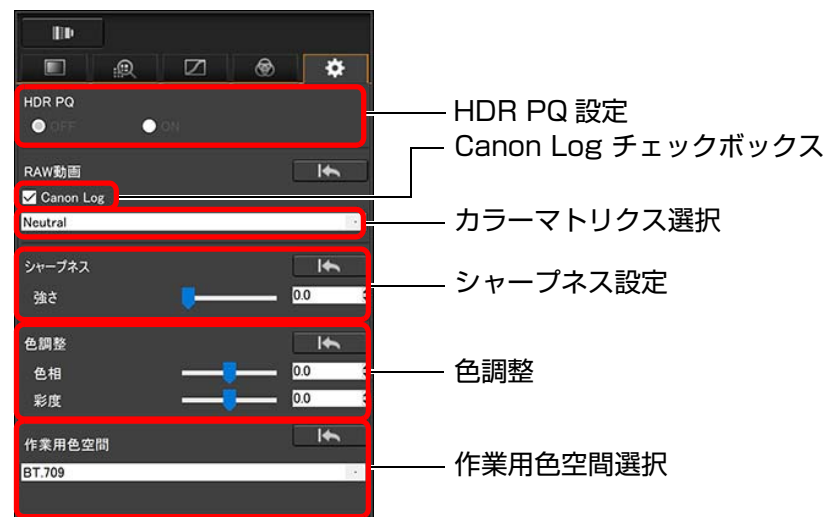 HDR PQ
OFF ON
RAW動画
Canon Log
Neutral
シャープネス
強さ 0.0
色調整
色相 0.0
彩度 0.0
作業用色空間
BT.709
HDR PQ 設定
Canon Log チェックボックス
カラーマトリクス選択
シャープネス設定
色調整
作業用色空間選択